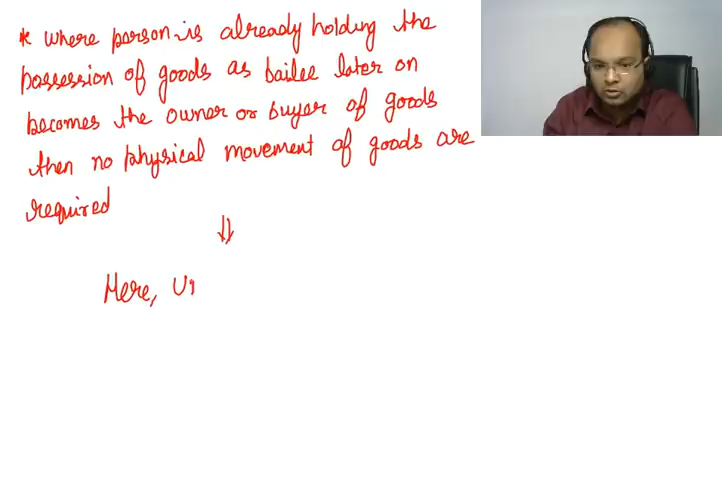 * where person is already holding the
possession of goods as bailee later on
becomes the owner or buyer of goods
then no physical movement of goods are
required
Here,